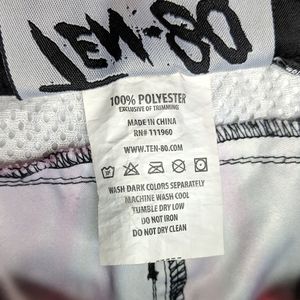 TEN-80
100% POLYESTER
EXCLUSIVE OF TRIMMING
MADE IN CHINA
RN# 111960
WWW.TEN-80.COM
WASH DARK COLORS SEPARATELY
MACHINE WASH COOL
TUMBLE DRY LOW
DO NOT IRON
DO NOT DRY CLEAN